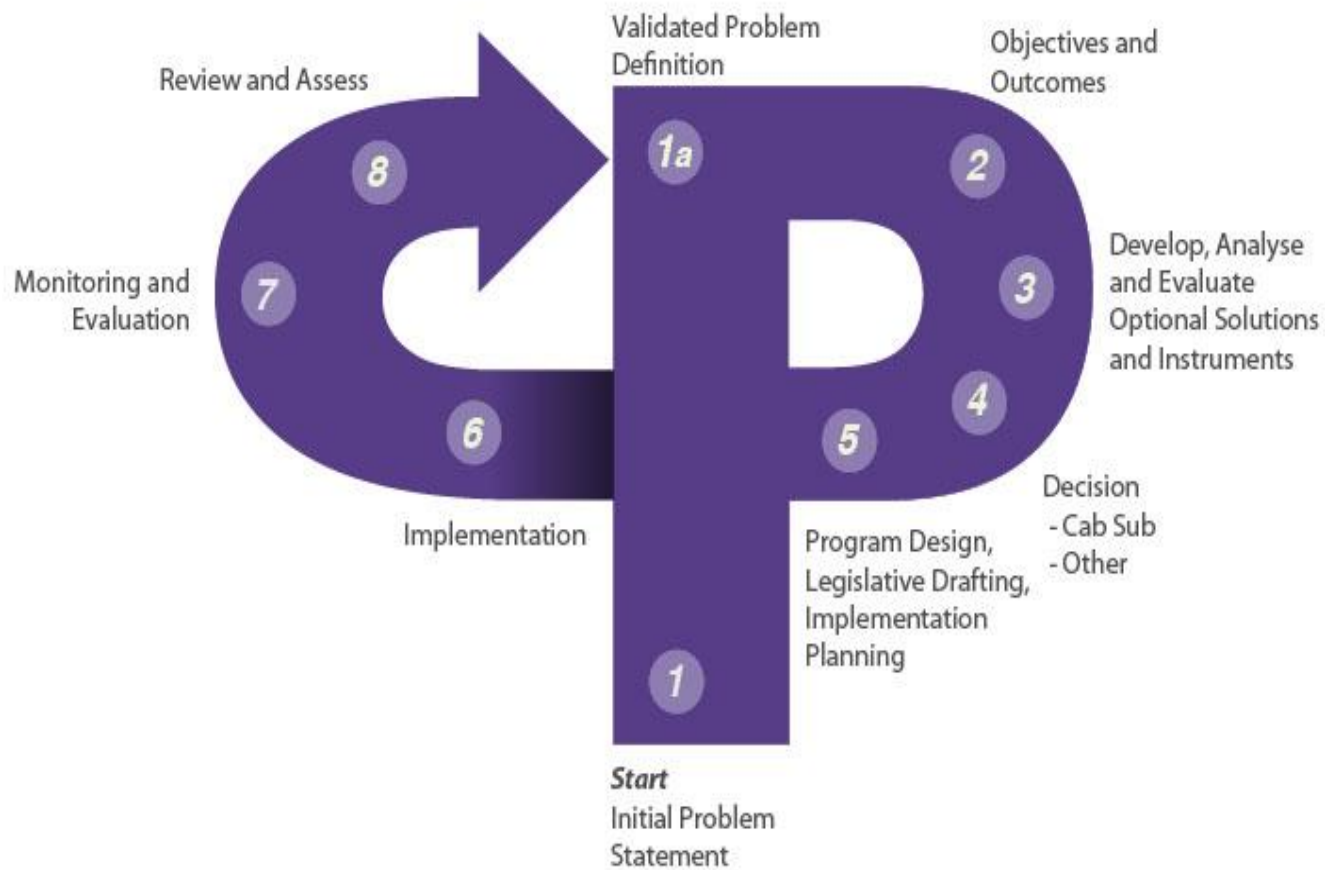 Validated Problem
Definition
Objectives and
Outcomes
Review and Assess
1a
2
8
Develop, Analyse
and Evaluate
Optional Solutions
and Instruments
3
Monitoring and
Evaluation
7
4
6
5
Decision
- Cab Sub
- Other
Implementation
Program Design,
Legislative Drafting,
Implementation
Planning
1
Start
Initial Problem
Statement